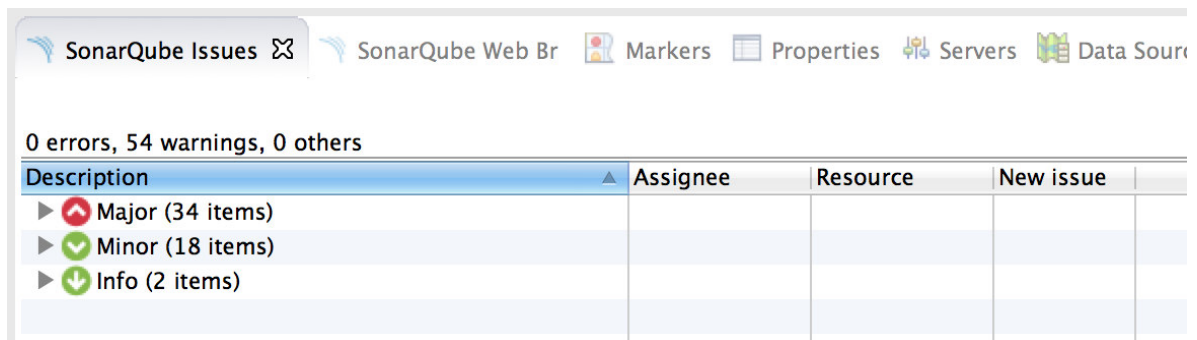 SonarQube Issues SonarQube Web Br Markers Properties Servers Data Sourc
0 errors, 54 warnings, 0 others
Description Assignee Resource New issue
Major (34 items)
Minor (18 items)
Info (2 items)